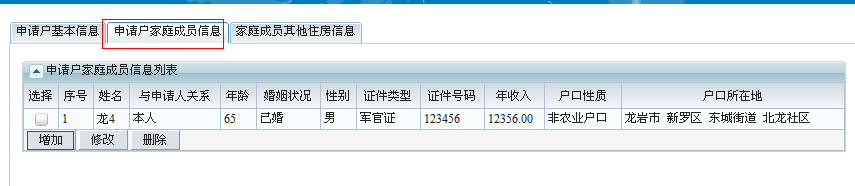 申请户基本信息 申请户家庭成员信息 家庭成员其他住房信息
申请户家庭成员信息列表
选择 序号 姓名 与申请人关系 年龄 婚姻状况 性别 证件类型 证件号码 年收入 户口性质 户口所在地
1 龙4 本人 65 已婚 男 军官证 123456 12356.00 非农业户口 龙岩市 新罗区 东城街道 北龙社区
增加 修改 删除